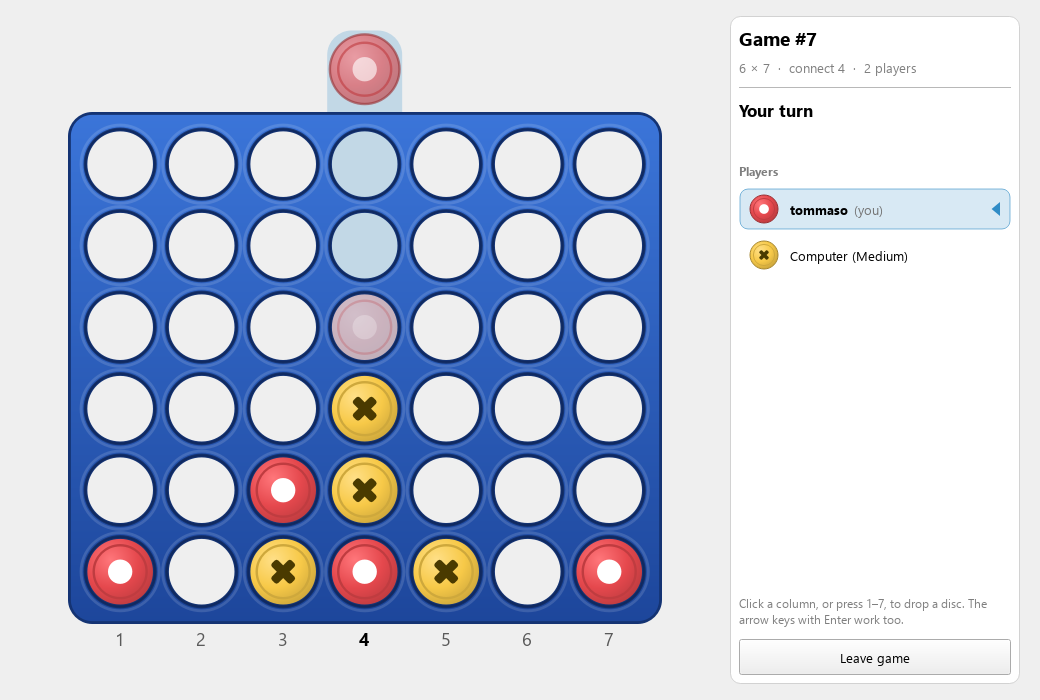 Game #7
6 × 7 · connect 4 · 2 players
Your turn
Players
tommaso (you)
Computer (Medium)
1 2 3 4 5 6 7
Click a column, or press 1–7, to drop a disc. The
arrow keys with Enter work too.
Leave game